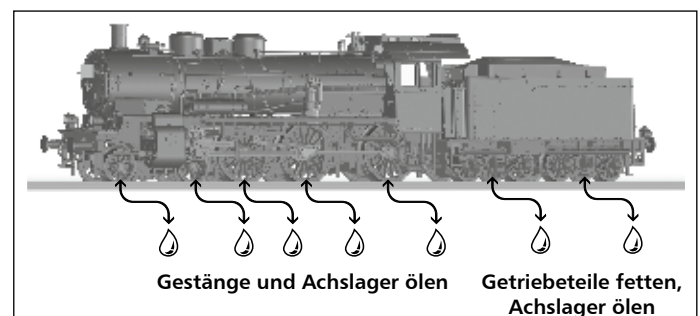 Gestänge und Achslager ölen
Getriebeteile fetten,
Achslager ölen